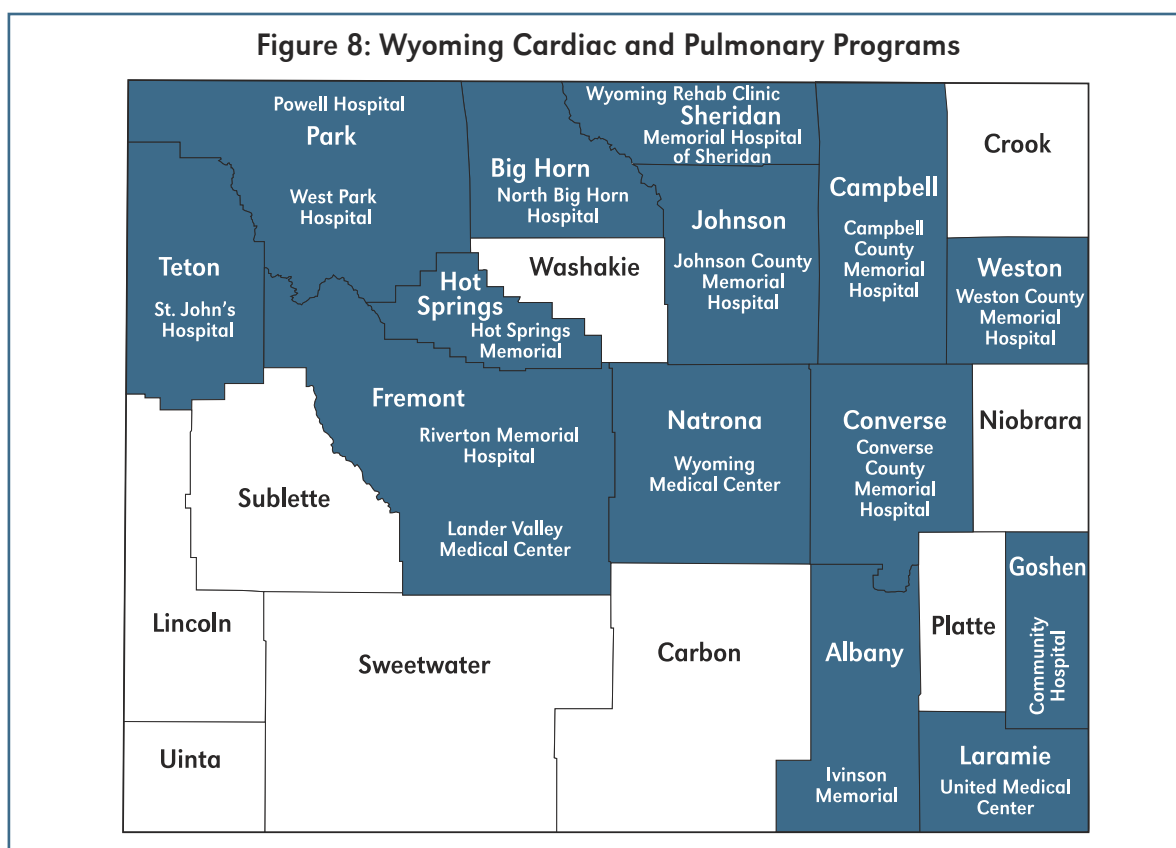 Figure 8: Wyoming Cardiac and Pulmonary Programs
Powell Hospital
Park
West Park
Hospital
Big Horn
North Big Horn
Hospital
Wyoming Rehab Clinic
Sheridan
Memorial Hospital
of Sheridan
Johnson
Johnson County
Memorial
Hospital
Campbell
Campbell
County
Memorial
Hospital
Crook
Weston
Weston County
Memorial
Hospital
Teton
St. John's
Hospital
Hot
Springs
Hot Springs
Memorial
Washakie
Fremont
Riverton Memorial
Hospital
Lander Valley
Medical Center
Natrona
Wyoming
Medical Center
Converse
Converse
County
Memorial
Hospital
Niobrara
Sublette
Lincoln
Uinta
Sweetwater
Carbon
Albany
Ivinson
Memorial
Platte
Goshen
Community
Hospital
Laramie
United Medical
Center